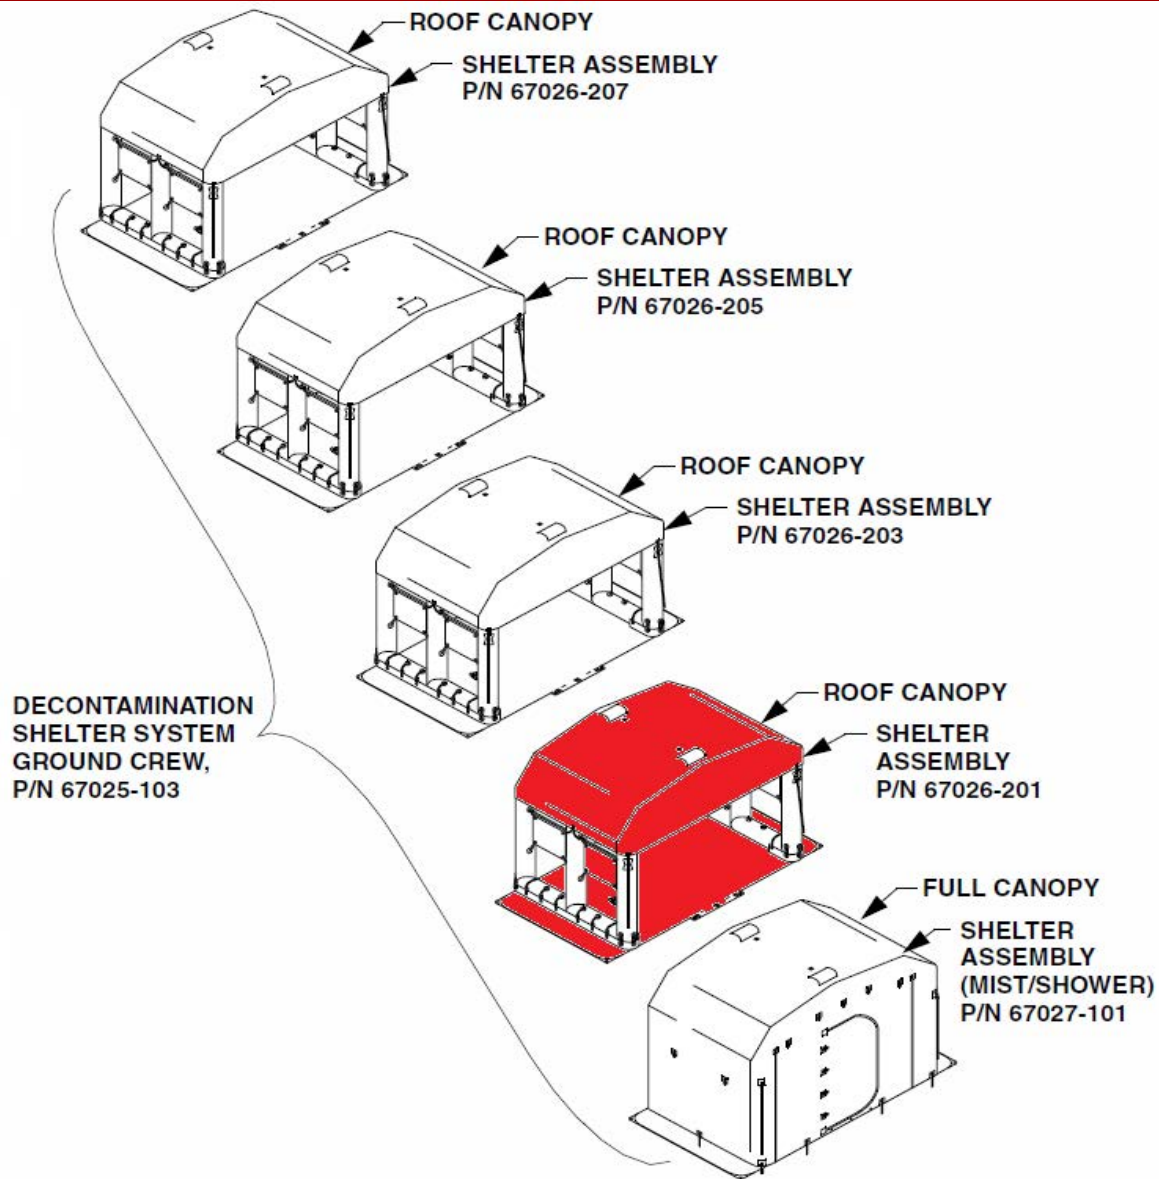 ROOF CANOPY
SHELTER ASSEMBLY
P/N 67026-207
ROOF CANOPY
SHELTER ASSEMBLY
P/N 67026-205
ROOF CANOPY
SHELTER ASSEMBLY
P/N 67026-203
DECONTAMINATION
SHELTER SYSTEM
GROUND CREW,
P/N 67025-103
ROOF CANOPY
SHELTER
ASSEMBLY
P/N 67026-201
FULL CANOPY
SHELTER
ASSEMBLY
(MIST/SHOWER)
P/N 67027-101